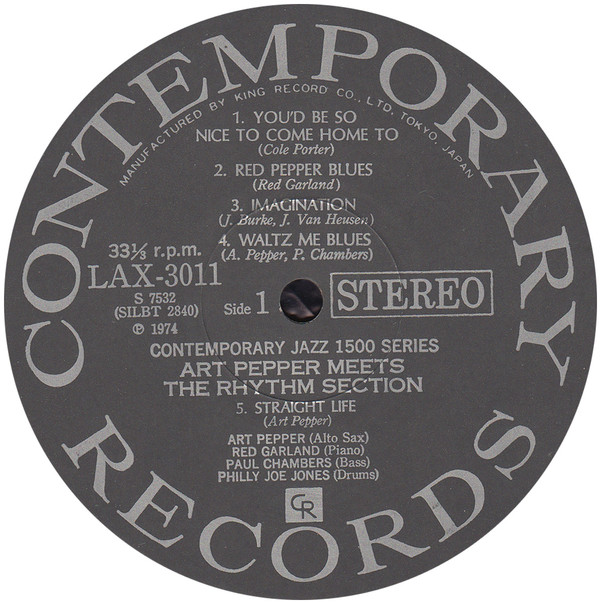 CONTEMPORARY
MANUFACTURED BY KING RECORD CO., LTD. TOKYO, JAPAN
1. YOU'D BE SO
NICE TO COME HOME TO
(Cole Porter)
2. RED PEPPER BLUES
(Red Garland)
3. IMAGINATION
(J. Burke, J. Van Heusen)
4. WALTZ ME BLUES
(A. Pepper, P. Chambers)
33⅓ r.p.m.
LAX-3011
S 7532
(SILBT 2840)
Ⓟ 1974
Side 1
STEREO
CONTEMPORARY JAZZ 1500 SERIES
ART PEPPER MEETS
THE RHYTHM SECTION
5. STRAIGHT LIFE
(Art Pepper)
ART PEPPER (Alto Sax)
RED GARLAND (Piano)
PAUL CHAMBERS (Bass)
PHILLY JOE JONES (Drums)
CR
RECORDS